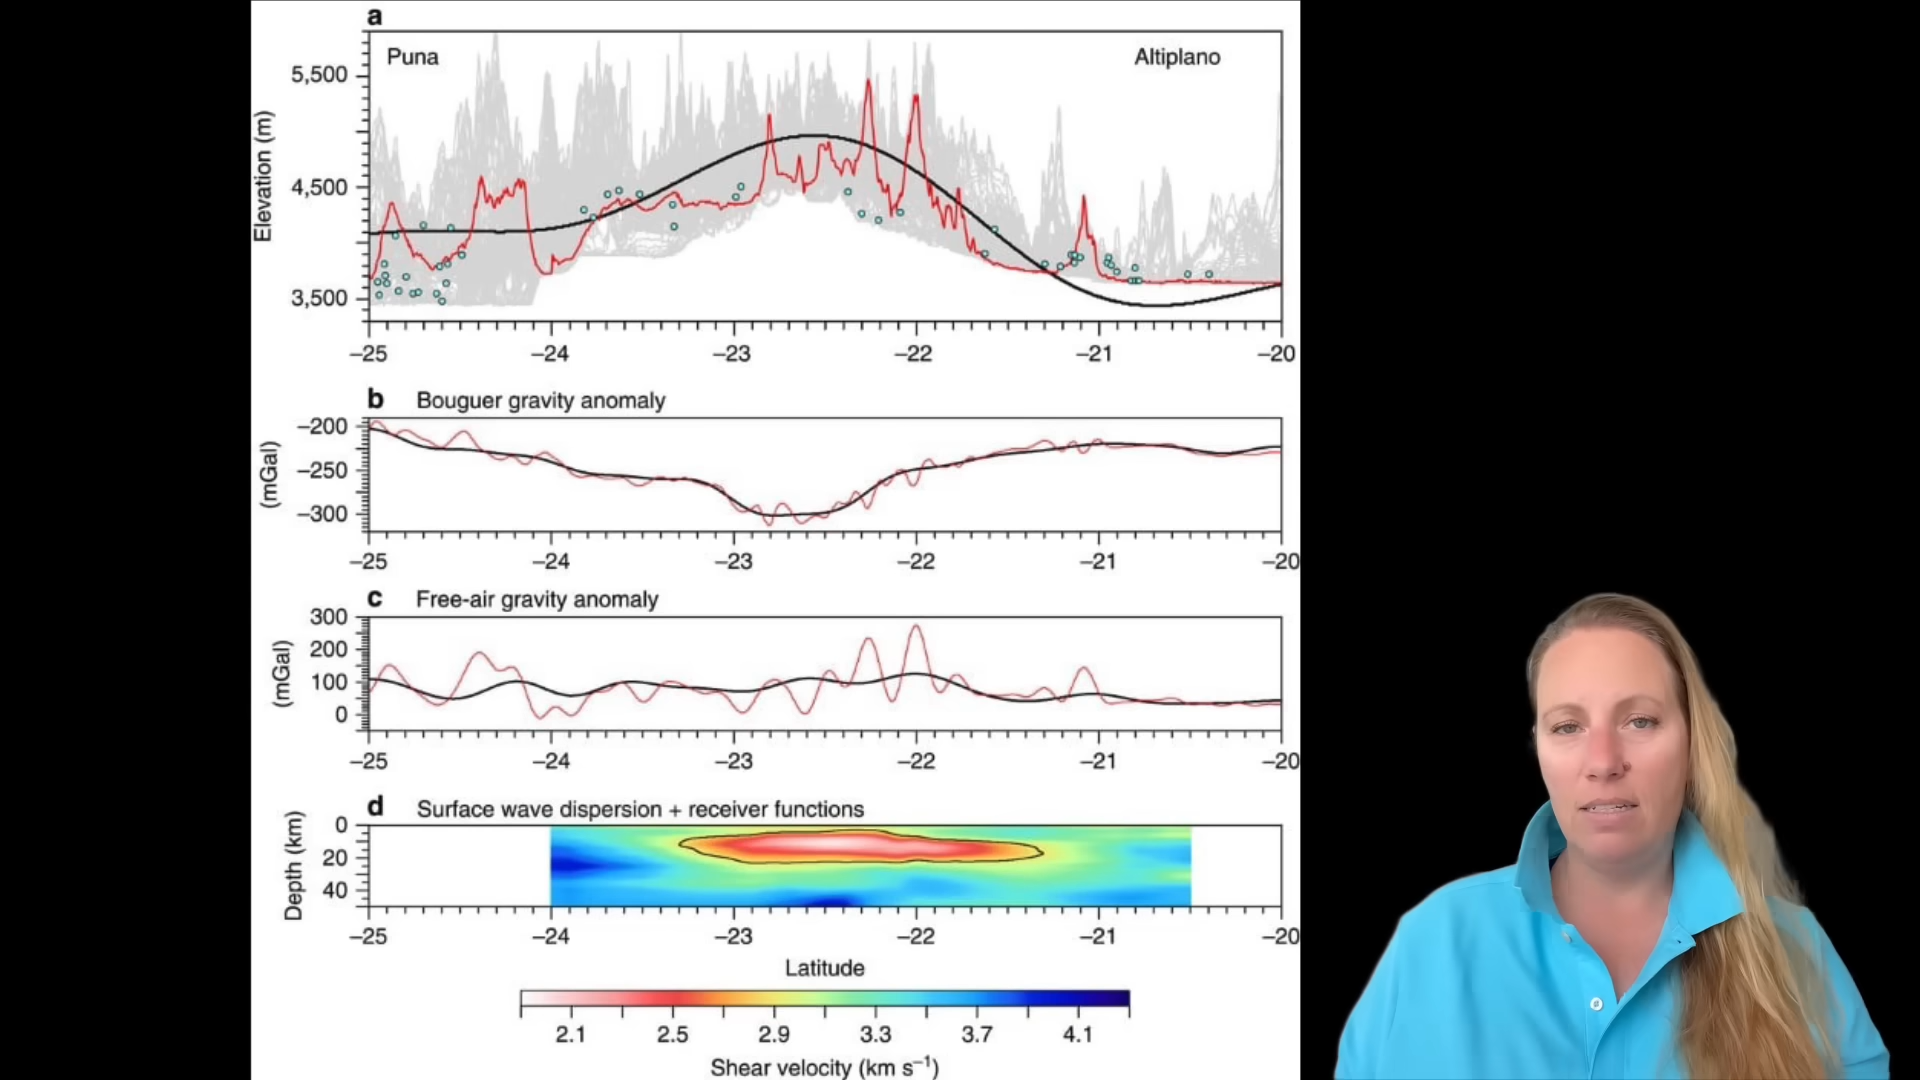 a
Puna
Altiplano
Elevation (m)
5,500
4,500
3,500
–25 –24 –23 –22 –21 –20
b Bouguer gravity anomaly
(mGal)
–200
–250
–300
–25 –24 –23 –22 –21 –20
c Free-air gravity anomaly
(mGal)
300
200
100
0
–25 –24 –23 –22 –21 –20
d Surface wave dispersion + receiver functions
Depth (km)
0
20
40
–25 –24 –23 –22 –21 –20
Latitude
2.1 2.5 2.9 3.3 3.7 4.1
Shear velocity (km s⁻¹)